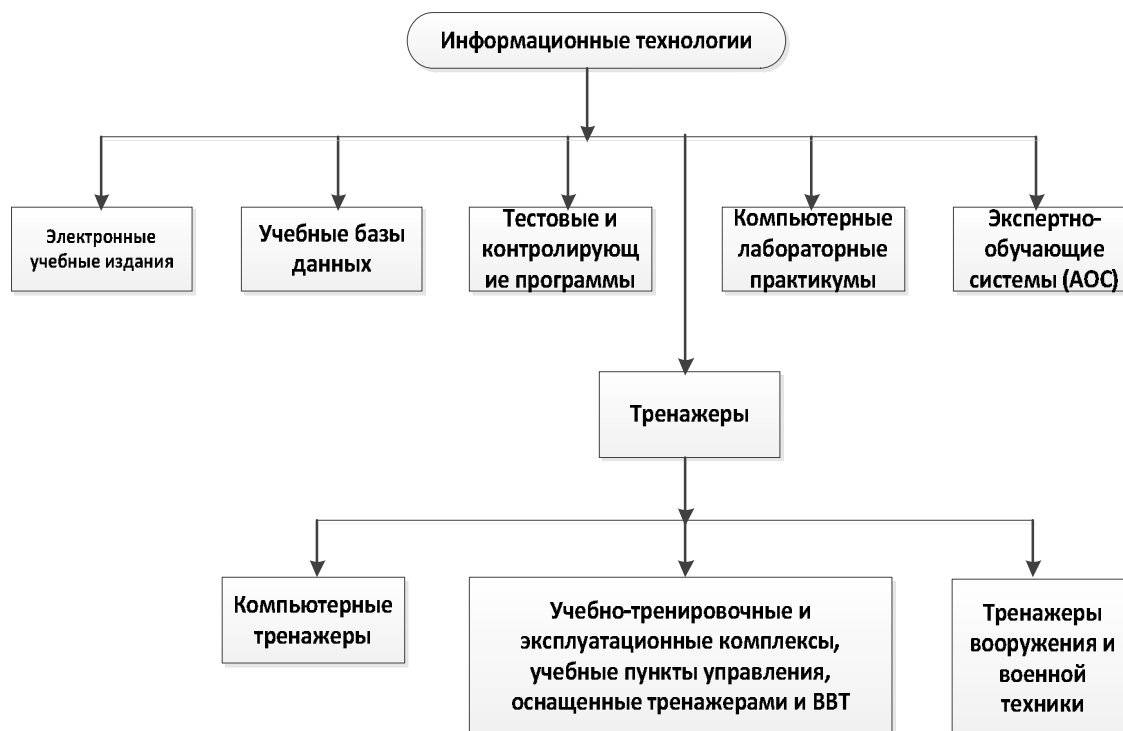 Информационные технологии
Электронные
учебные издания
Учебные базы
данных
Тестовые и
контролирующ
ие программы
Компьютерные
лабораторные
практикумы
Экспертно-
обучающие
системы (АОС)
Тренажеры
Компьютерные
тренажеры
Учебно-тренировочные и
эксплуатационные комплексы,
учебные пункты управления,
оснащенные тренажерами и ВВТ
Тренажеры
вооружения и
военной
техники